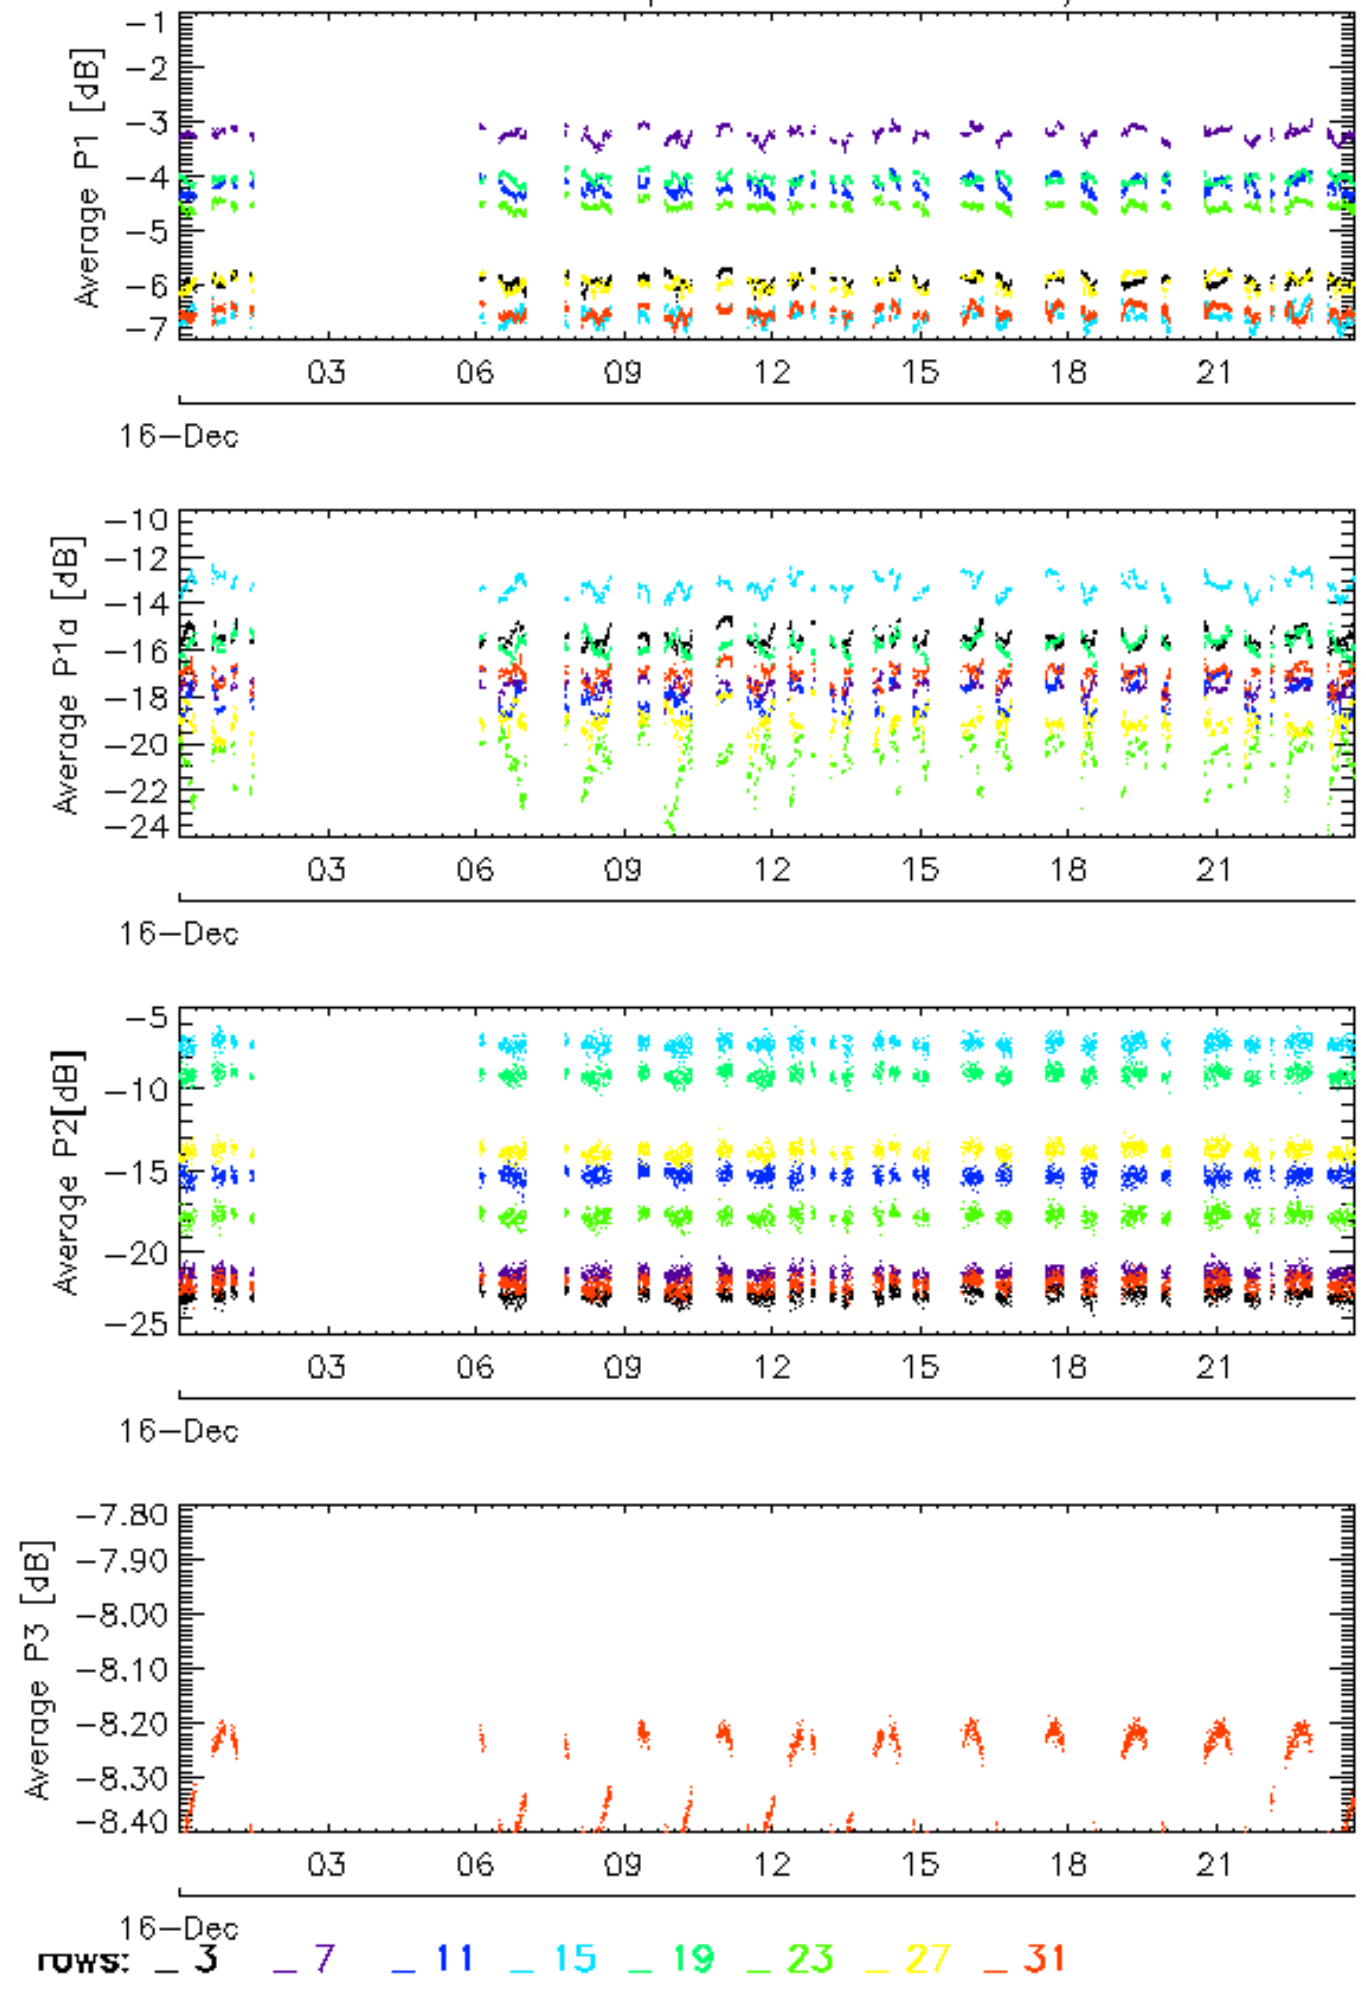 Average P1 [dB]
-1
-2
-3
-4
-5
-6
-7
03 06 09 12 15 18 21
16-Dec
Average P1a [dB]
-10
-12
-14
-16
-18
-20
-22
-24
03 06 09 12 15 18 21
16-Dec
Average P2[dB]
-5
-10
-15
-20
-25
03 06 09 12 15 18 21
16-Dec
Average P3 [dB]
-7.80
-7.90
-8.00
-8.10
-8.20
-8.30
-8.40
03 06 09 12 15 18 21
16-Dec
rows: _ 3 _ 7 _ 11 _ 15 _ 19 _ 23 _ 27 _ 31